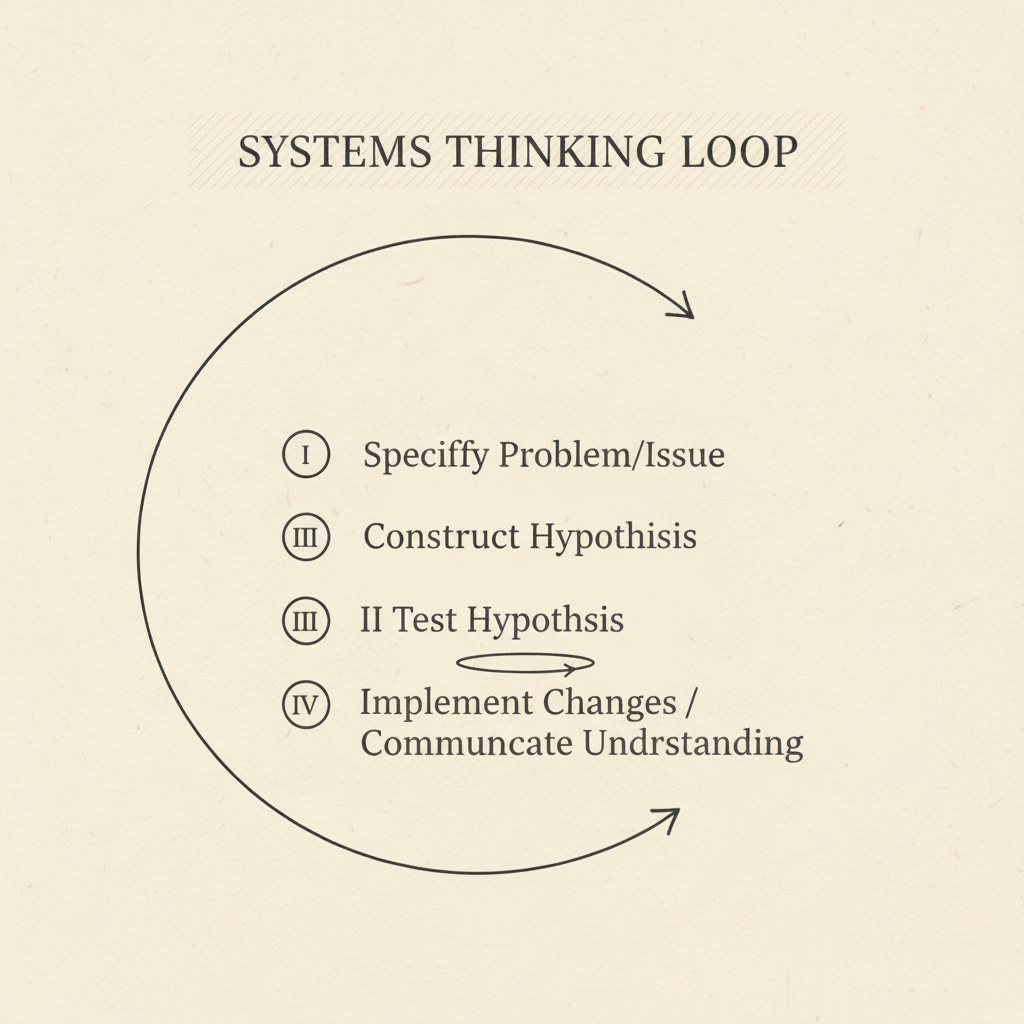 SYSTEMS THINKING LOOP
I Speciffy Problem/Issue
III Construct Hypothisis
III II Test Hypothsis
IV Implement Changes /
Communcate Undrstanding